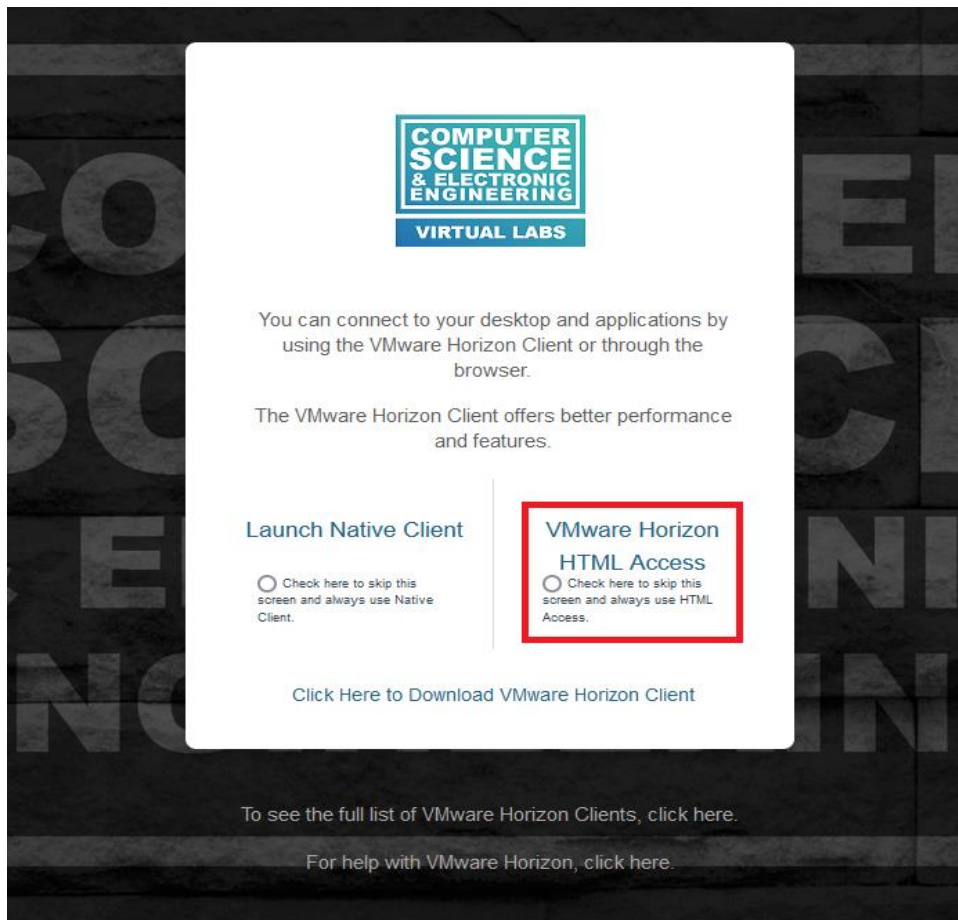 COMPUTER
SCIENCE
& ELECTRONIC
ENGINEERING
VIRTUAL LABS
You can connect to your desktop and applications by
using the VMware Horizon Client or through the
browser.
The VMware Horizon Client offers better performance
and features.
Launch Native Client
Check here to skip this
screen and always use Native
Client.
VMware Horizon
HTML Access
Check here to skip this
screen and always use HTML
Access.
Click Here to Download VMware Horizon Client
To see the full list of VMware Horizon Clients, click here.
For help with VMware Horizon, click here.